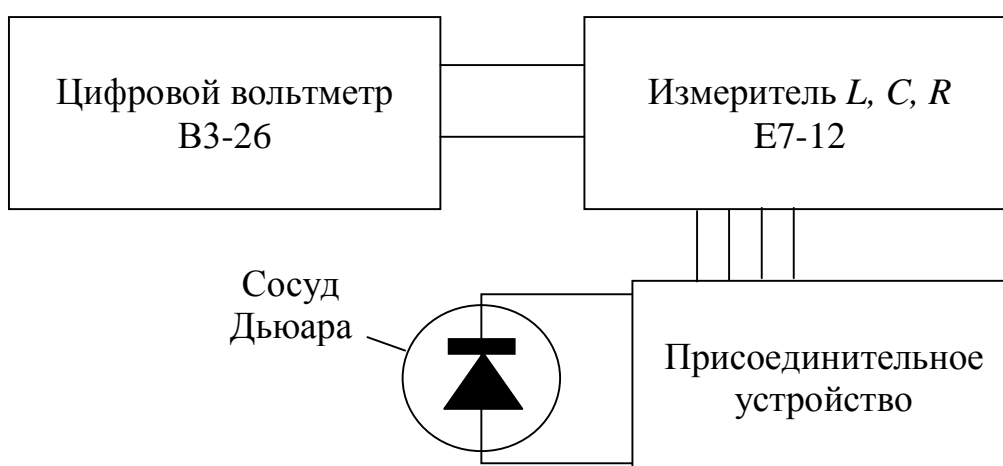 Цифровой вольтметр
В3-26
Измеритель L, C, R
Е7-12
Сосуд
Дьюара
Присоединительное
устройство